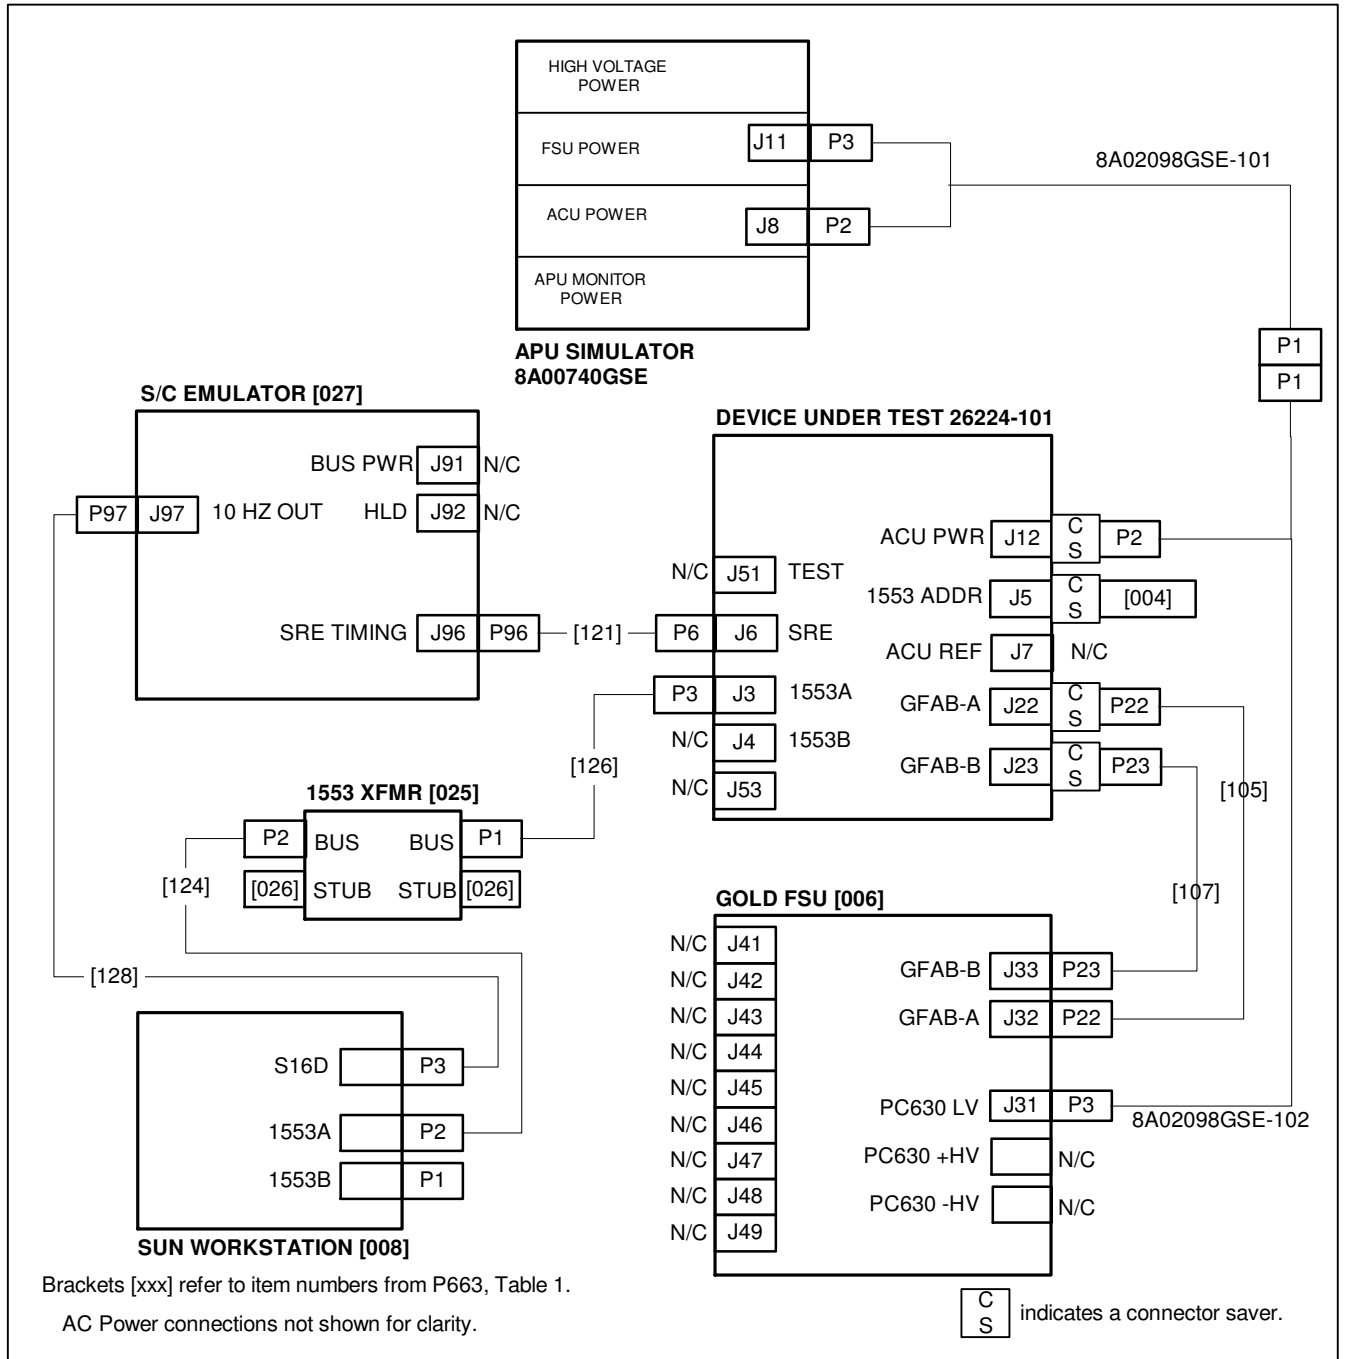 HIGH VOLTAGE
POWER
FSU POWER
J11
P3
8A02098GSE-101
ACU POWER
J8
P2
APU MONITOR
POWER
APU SIMULATOR
8A00740GSE
P1
P1
S/C EMULATOR [027]
BUS PWR
J91
N/C
P97
J97
10 HZ OUT
HLD
J92
N/C
SRE TIMING
J96
P96
[121]
DEVICE UNDER TEST 26224-101
ACU PWR
J12
C
S
P2
N/C
J51
TEST
1553 ADDR
J5
C
S
[004]
P6
J6
SRE
ACU REF
J7
N/C
P3
J3
1553A
GFAB-A
J22
C
S
P22
N/C
J4
1553B
GFAB-B
J23
C
S
P23
N/C
J53
[126]
[105]
[107]
1553 XFMR [025]
P2
BUS
BUS
P1
[026]
STUB
STUB
[026]
[124]
[128]
GOLD FSU [006]
N/C
J41
N/C
J42
N/C
J43
N/C
J44
N/C
J45
N/C
J46
N/C
J47
N/C
J48
N/C
J49
GFAB-B
J33
P23
GFAB-A
J32
P22
PC630 LV
J31
P3
8A02098GSE-102
PC630 +HV
N/C
PC630 -HV
N/C
S16D
P3
1553A
P2
1553B
P1
SUN WORKSTATION [008]
Brackets [xxx] refer to item numbers from P663, Table 1.
AC Power connections not shown for clarity.
C
S
indicates a connector saver.